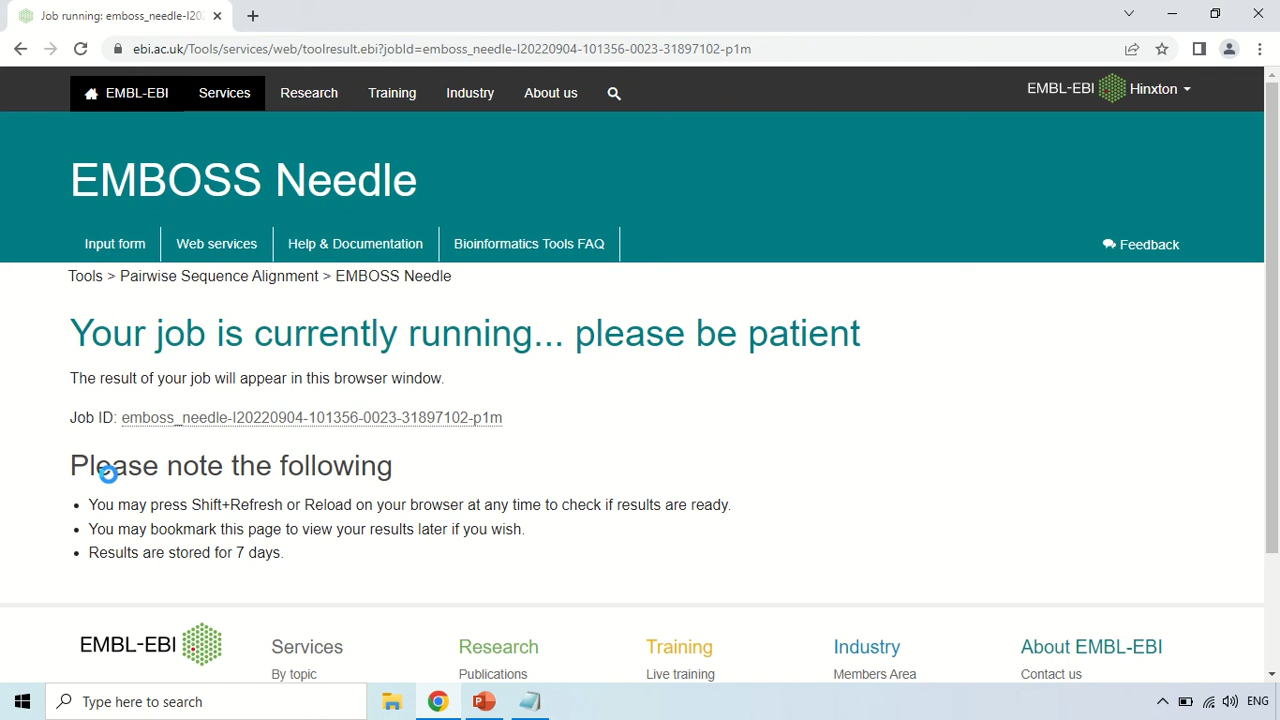 Job running: emboss_needle-I20
ebi.ac.uk/Tools/services/web/toolresult.ebi?jobId=emboss_needle-I20220904-101356-0023-31897102-p1m
EMBL-EBI Services Research Training Industry About us EMBL-EBI Hinxton
EMBOSS Needle
Input form Web services Help & Documentation Bioinformatics Tools FAQ Feedback
Tools > Pairwise Sequence Alignment > EMBOSS Needle
Your job is currently running... please be patient
The result of your job will appear in this browser window.
Job ID: emboss_needle-I20220904-101356-0023-31897102-p1m
Please note the following
• You may press Shift+Refresh or Reload on your browser at any time to check if results are ready.
• You may bookmark this page to view your results later if you wish.
• Results are stored for 7 days.
EMBL-EBI Services Research Training Industry About EMBL-EBI
By topic Publications Live training Members Area Contact us
Type here to search ENG